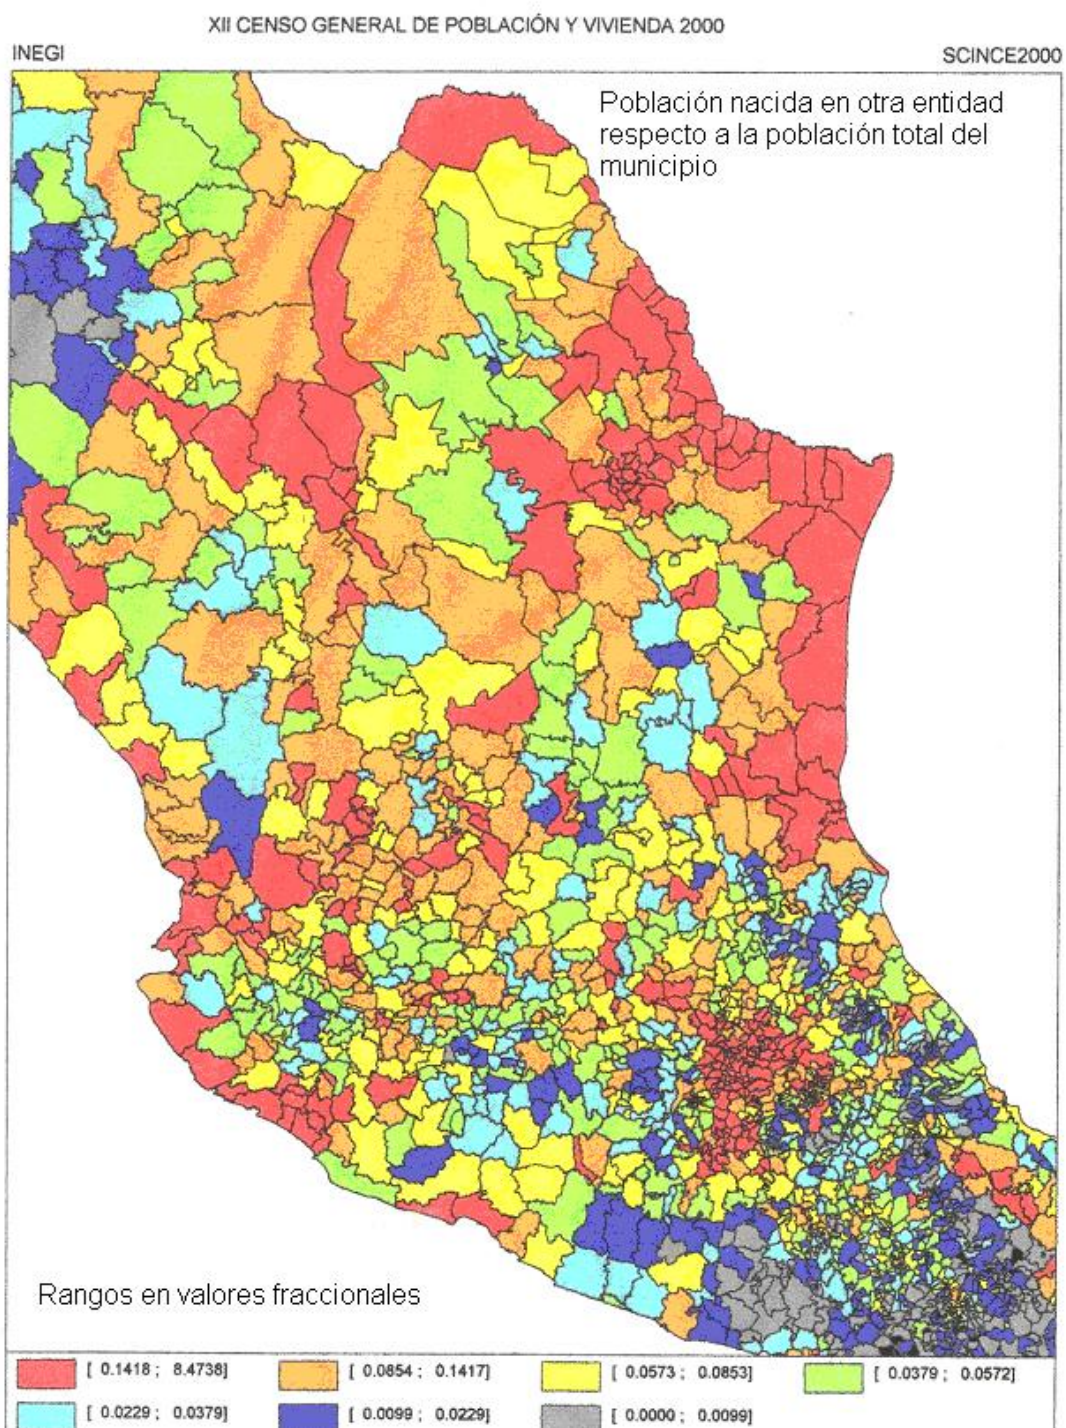 XII CENSO GENERAL DE POBLACIÓN Y VIVIENDA 2000
INEGI
SCINCE2000
Población nacida en otra entidad
respecto a la población total del
municipio
Rangos en valores fraccionales
[ 0.1418 ; 8.4738]
[ 0.0854 ; 0.1417]
[ 0.0573 ; 0.0853]
[ 0.0379 ; 0.0572]
[ 0.0229 ; 0.0379]
[ 0.0099 ; 0.0229]
[ 0.0000 ; 0.0099]